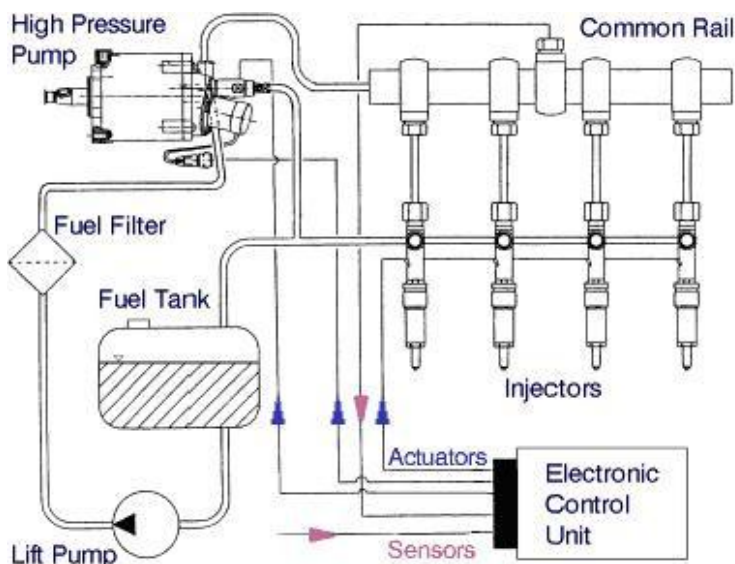 High Pressure
Pump
Common Rail
Fuel Filter
Fuel Tank
Injectors
Actuators
Electronic
Control
Unit
Sensors
Lift Pump